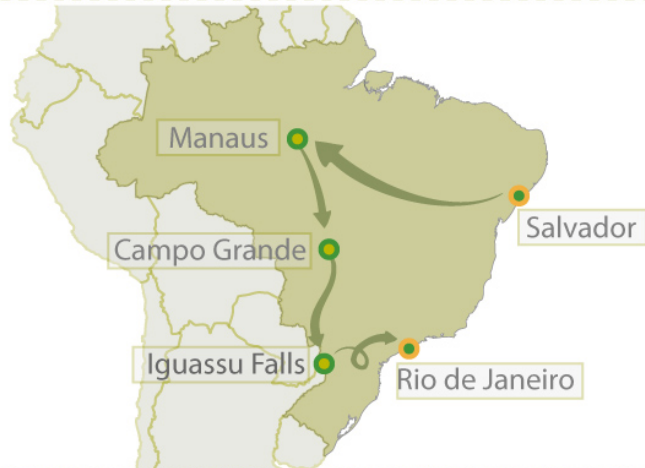 Manaus
Salvador
Campo Grande
Iguassu Falls
Rio de Janeiro